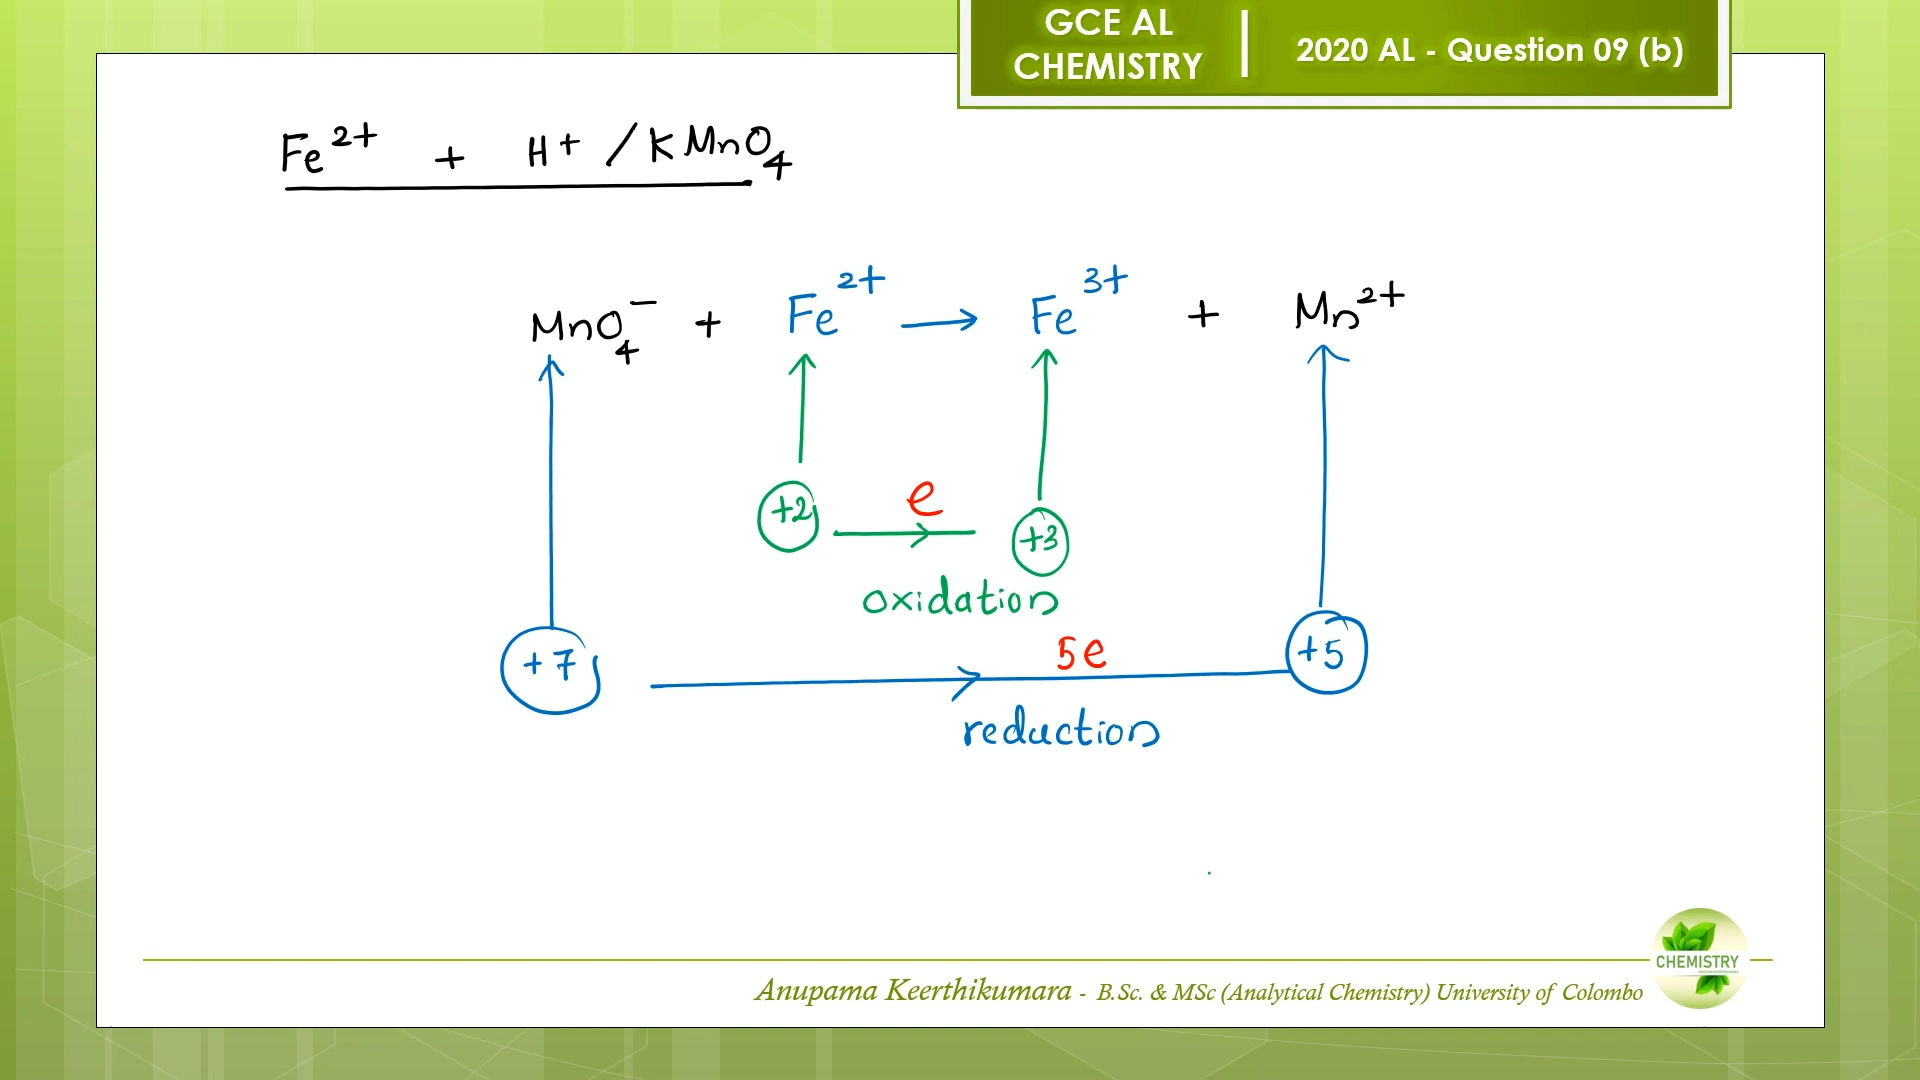 GCE AL
CHEMISTRY
2020 AL - Question 09 (b)
Fe²⁺ + H⁺ / KMnO₄
MnO₄⁻ + Fe²⁺ → Fe³⁺ + Mn²⁺
+2 e +3
oxidation
+7 5e +5
reduction
CHEMISTRY
Anupama Keerthikumara - B.Sc. & MSc (Analytical Chemistry) University of Colombo